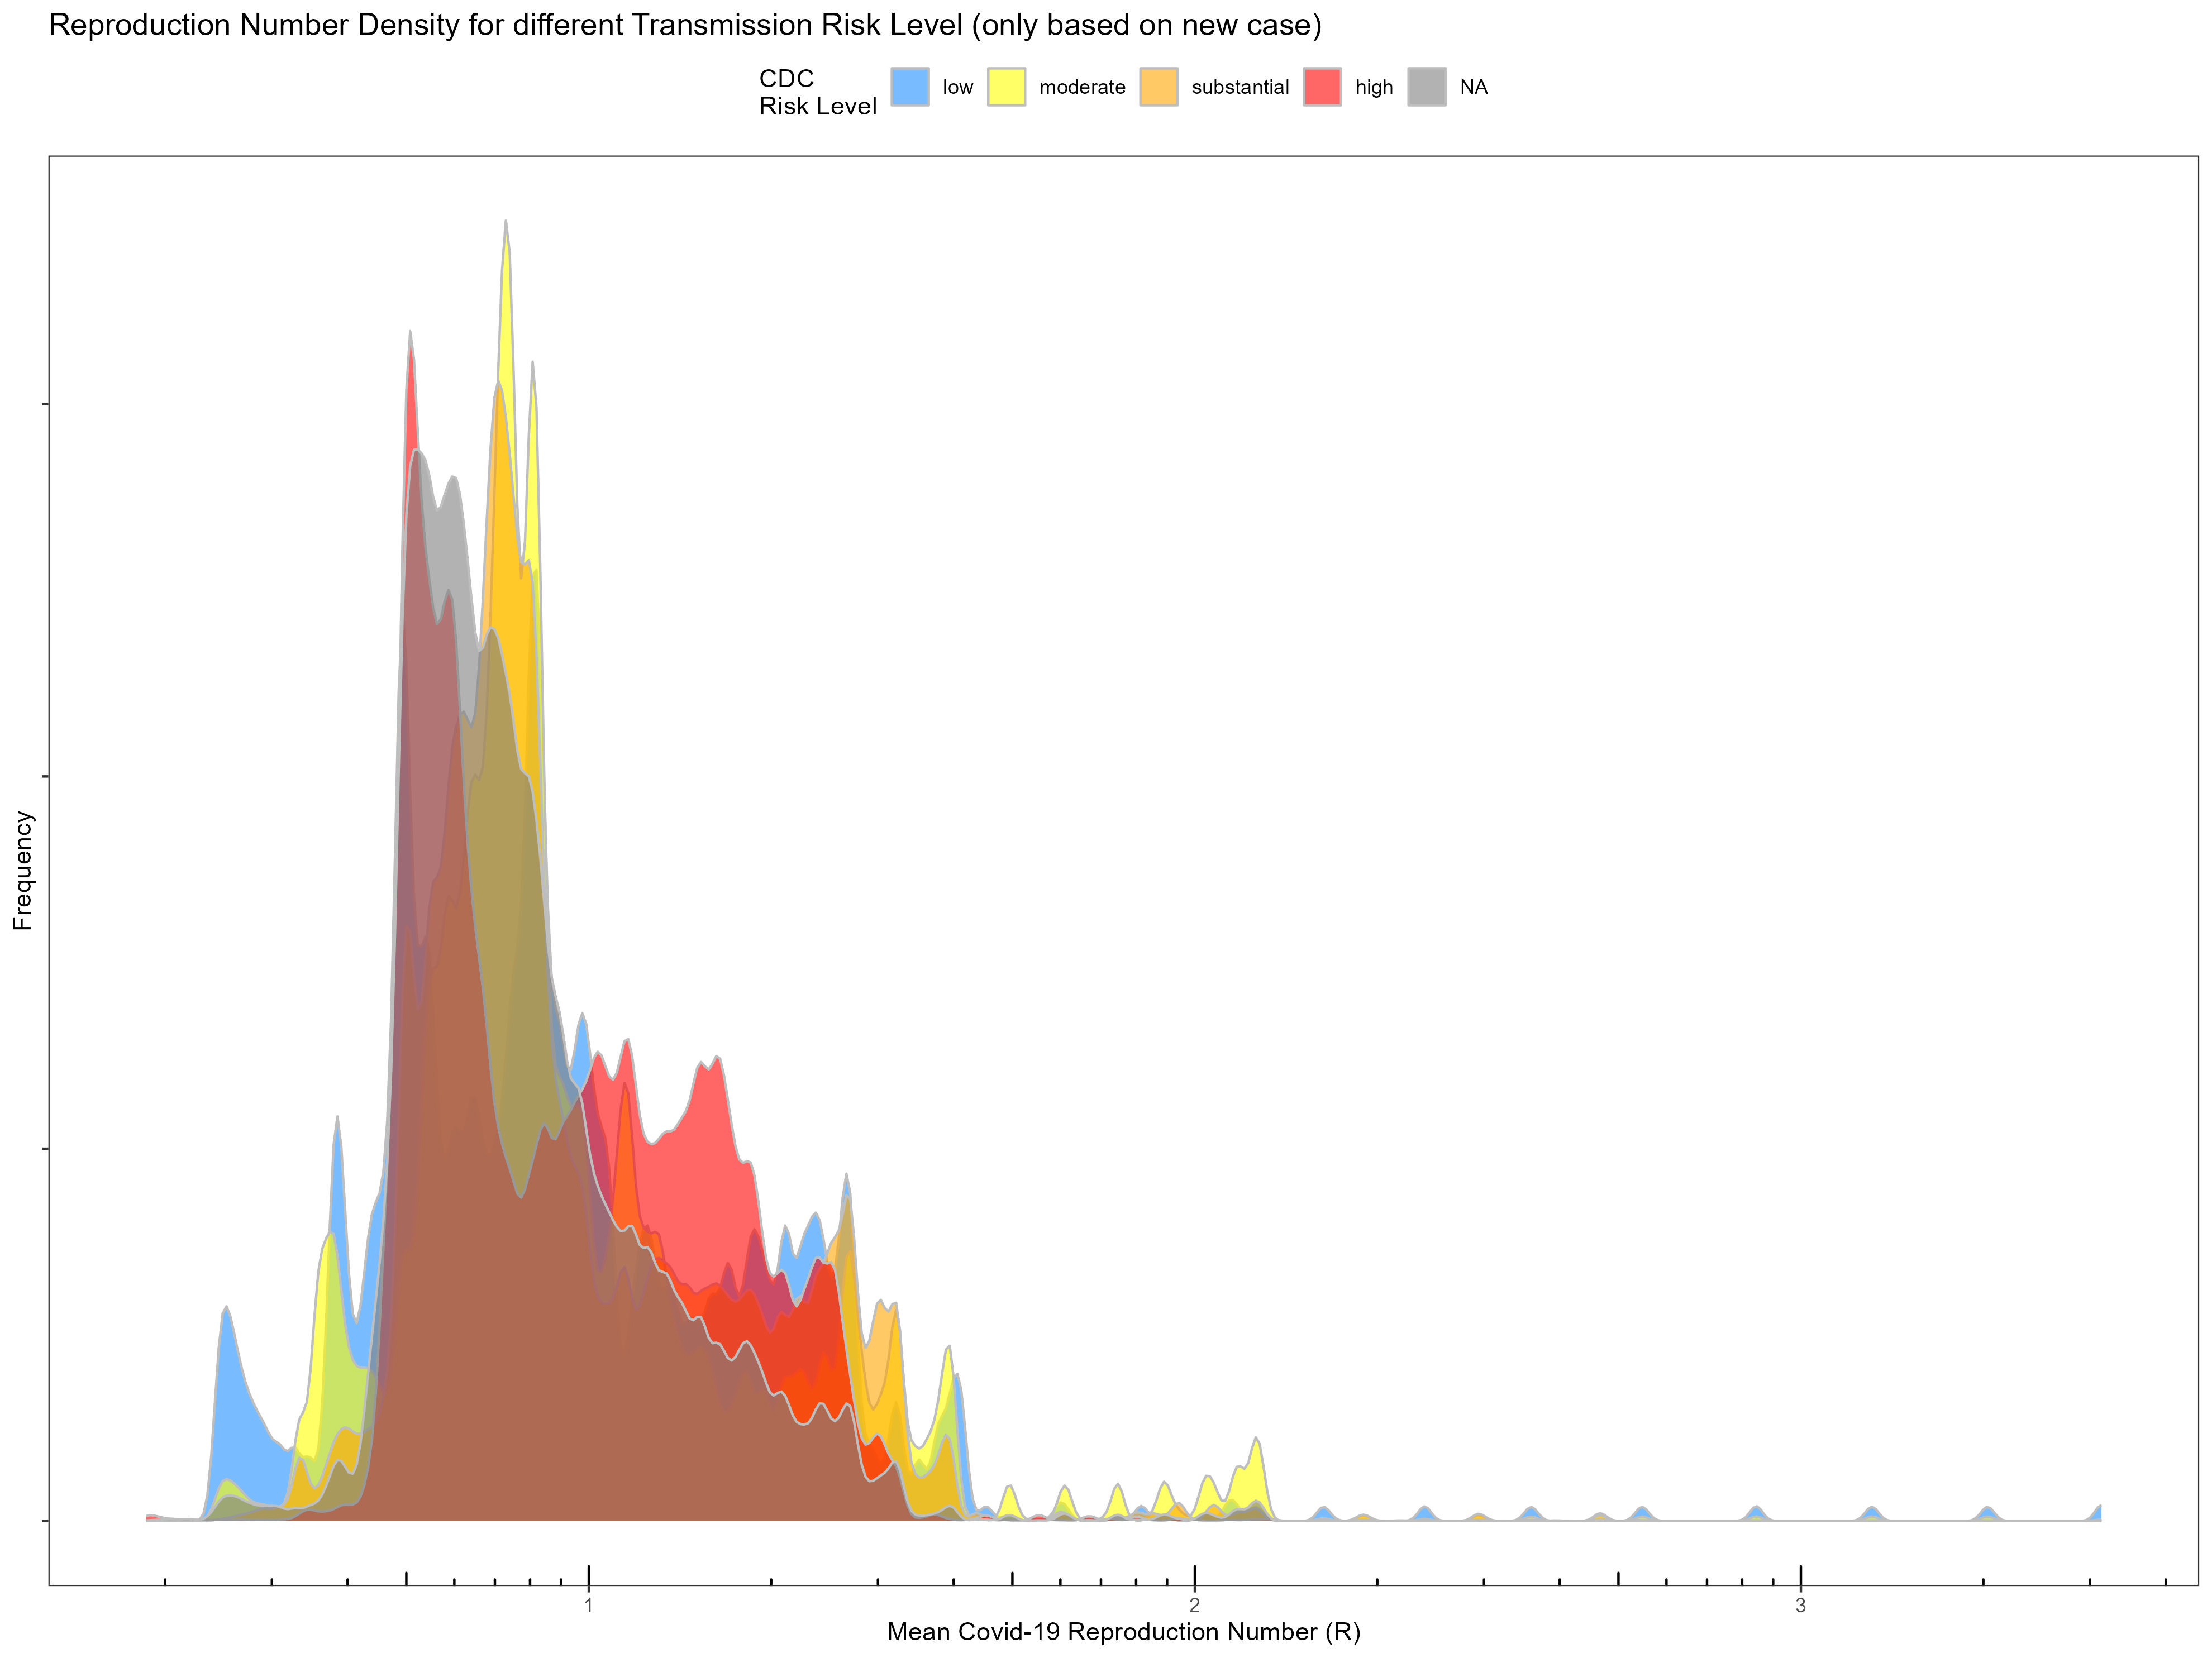 Reproduction Number Density for different Transmission Risk Level (only based on new case)
CDC
Risk Level
low
moderate
substantial
high
NA
Frequency
1
2
3
Mean Covid-19 Reproduction Number (R)